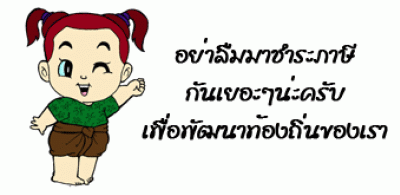 อย่าลืมมาชำระภาษี
กันเยอะๆน่ะครับ
เพื่อพัฒนาท้องถิ่นของเรา